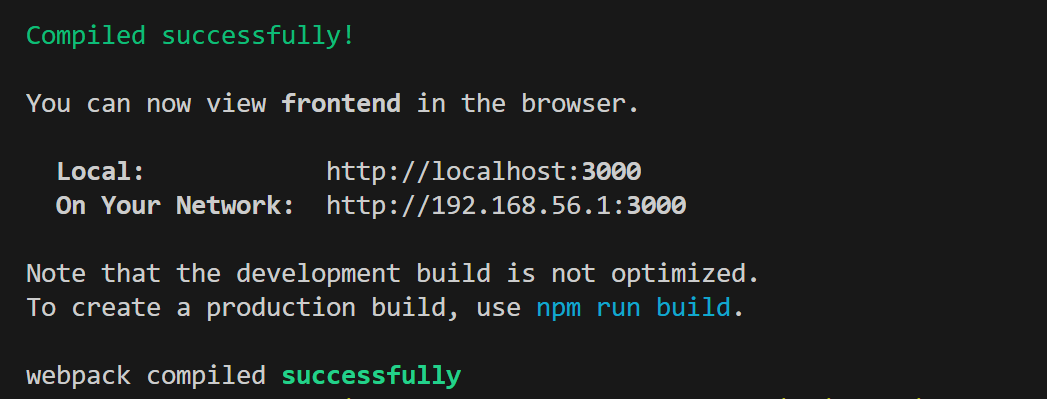 Compiled successfully!
You can now view frontend in the browser.
Local: http://localhost:3000
On Your Network: http://192.168.56.1:3000
Note that the development build is not optimized.
To create a production build, use npm run build.
webpack compiled successfully